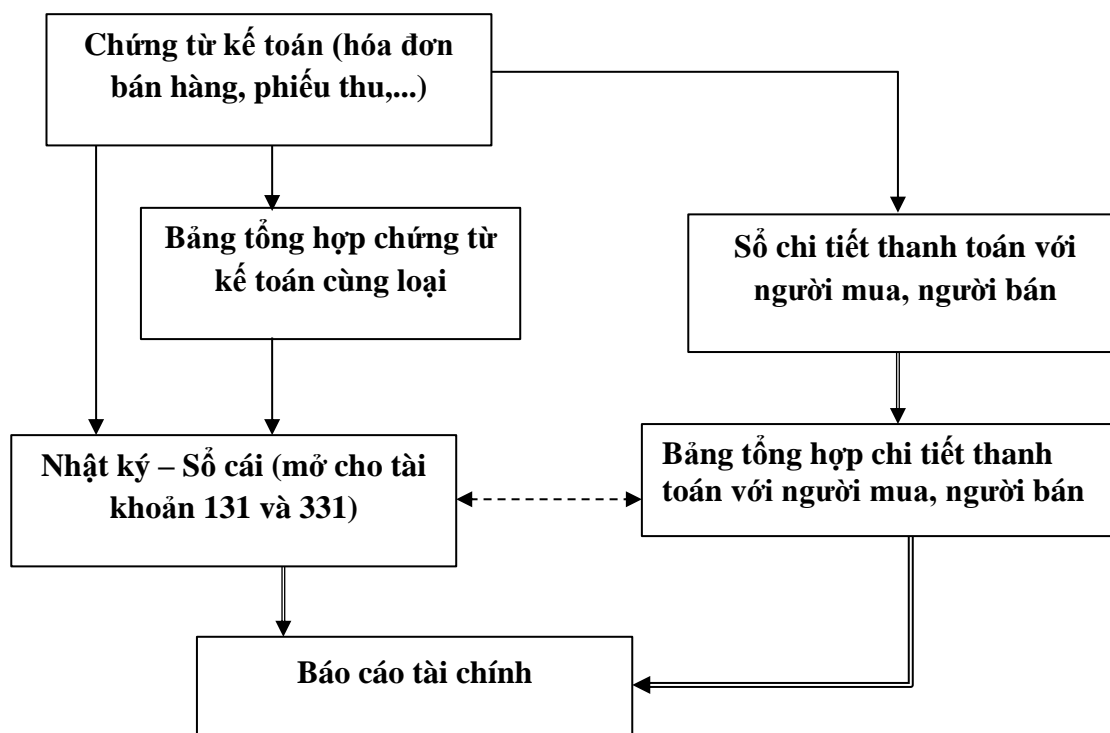 Chứng từ kế toán (hóa đơn
bán hàng, phiếu thu,...)
Bảng tổng hợp chứng từ
kế toán cùng loại
Sổ chi tiết thanh toán với
người mua, người bán
Nhật ký – Sổ cái (mở cho tài
khoản 131 và 331)
Bảng tổng hợp chi tiết thanh
toán với người mua, người bán
Báo cáo tài chính